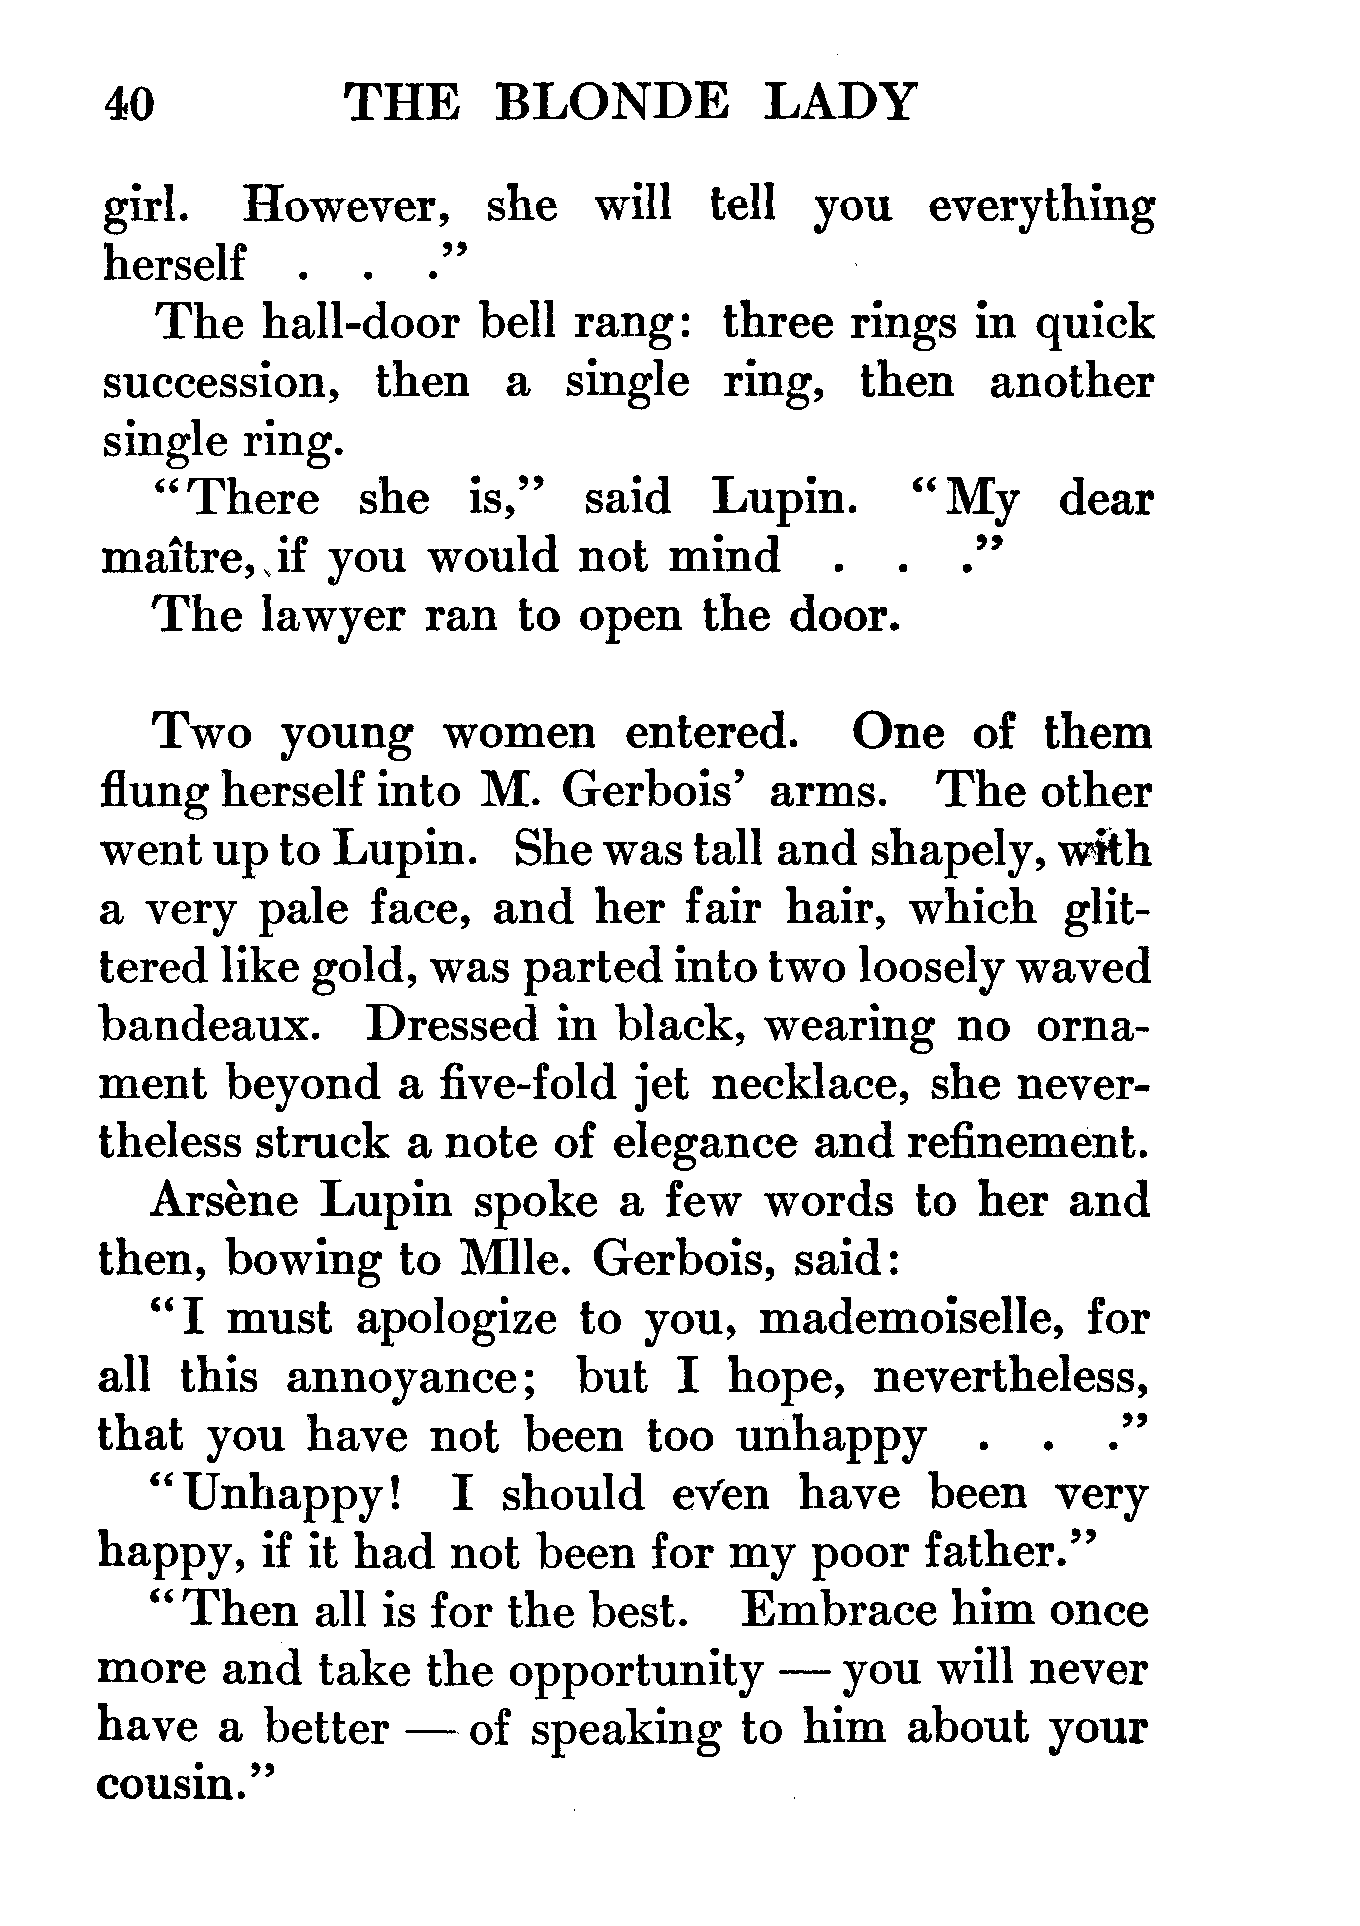 40 THE BLONDE LADY
girl. However, she will tell you everything
herself . . .”
The hall-door bell rang: three rings in quick
succession, then a single ring, then another
single ring.
“There she is,” said Lupin. “My dear
maître, if you would not mind . . .”
The lawyer ran to open the door.
Two young women entered. One of them
flung herself into M. Gerbois’ arms. The other
went up to Lupin. She was tall and shapely, with
a very pale face, and her fair hair, which glit-
tered like gold, was parted into two loosely waved
bandeaux. Dressed in black, wearing no orna-
ment beyond a five-fold jet necklace, she never-
theless struck a note of elegance and refinement.
Arsène Lupin spoke a few words to her and
then, bowing to Mlle. Gerbois, said:
“I must apologize to you, mademoiselle, for
all this annoyance; but I hope, nevertheless,
that you have not been too unhappy . . .”
“Unhappy! I should even have been very
happy, if it had not been for my poor father.”
“Then all is for the best. Embrace him once
more and take the opportunity — you will never
have a better — of speaking to him about your
cousin.”